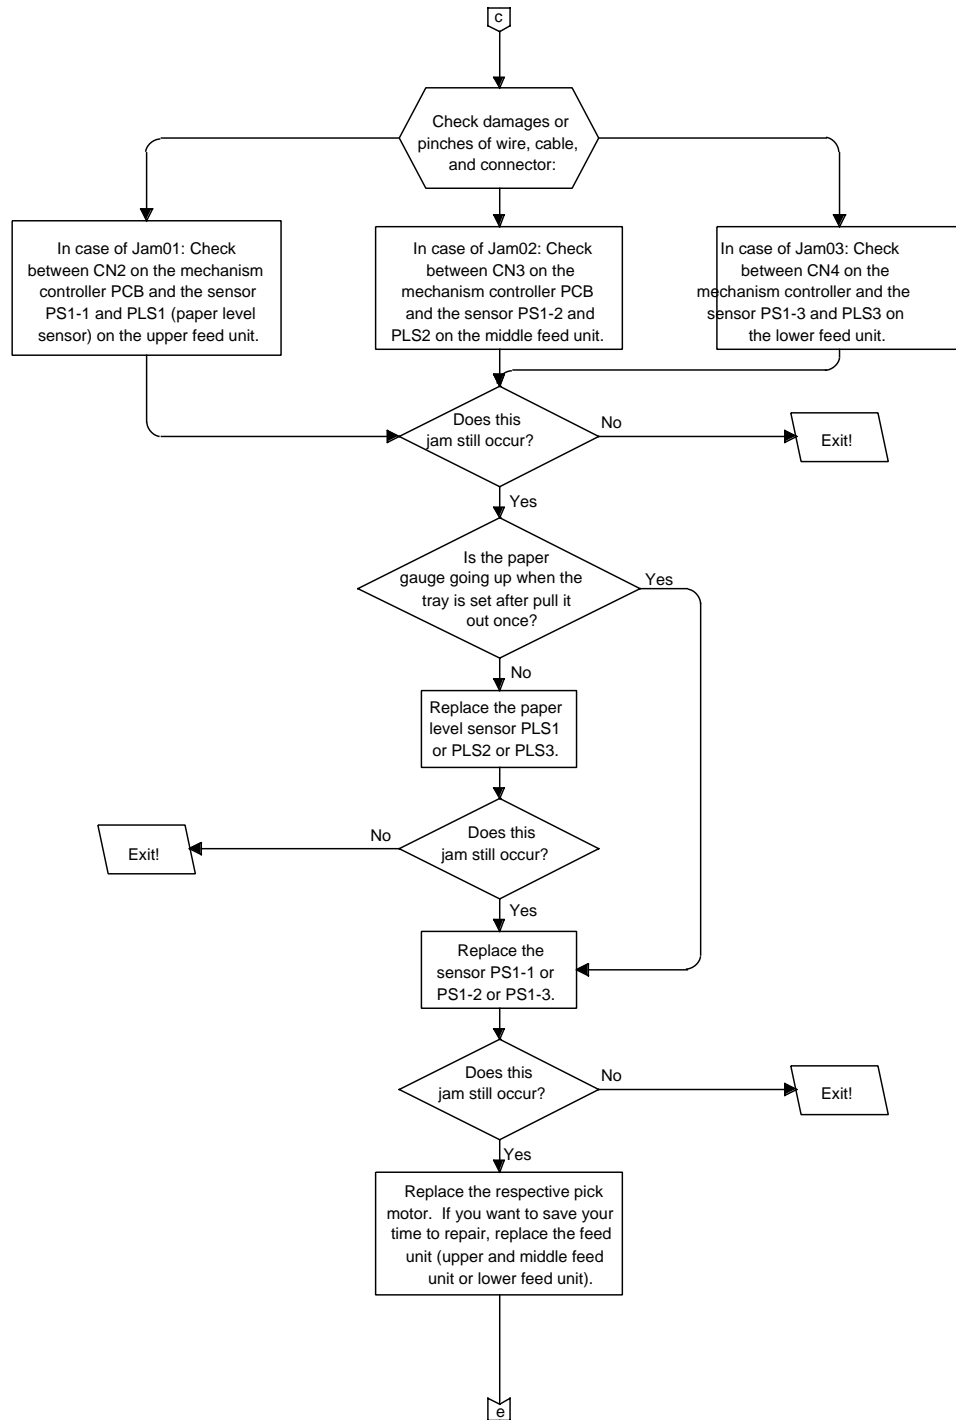 c
Check damages or
pinches of wire, cable,
and connector:
In case of Jam01: Check
between CN2 on the mechanism
controller PCB and the sensor
PS1-1 and PLS1 (paper level
sensor) on the upper feed unit.
In case of Jam02: Check
between CN3 on the
mechanism controller PCB
and the sensor PS1-2 and
PLS2 on the middle feed unit.
In case of Jam03: Check
between CN4 on the
mechanism controller and the
sensor PS1-3 and PLS3 on
the lower feed unit.
Does this
jam still occur?
No
Exit!
Yes
Is the paper
gauge going up when the
tray is set after pull it
out once?
Yes
No
Replace the paper
level sensor PLS1
or PLS2 or PLS3.
Does this
jam still occur?
No
Exit!
Yes
Replace the
sensor PS1-1 or
PS1-2 or PS1-3.
Does this
jam still occur?
No
Exit!
Yes
Replace the respective pick
motor.  If you want to save your
time to repair, replace the feed
unit (upper and middle feed
unit or lower feed unit).
e